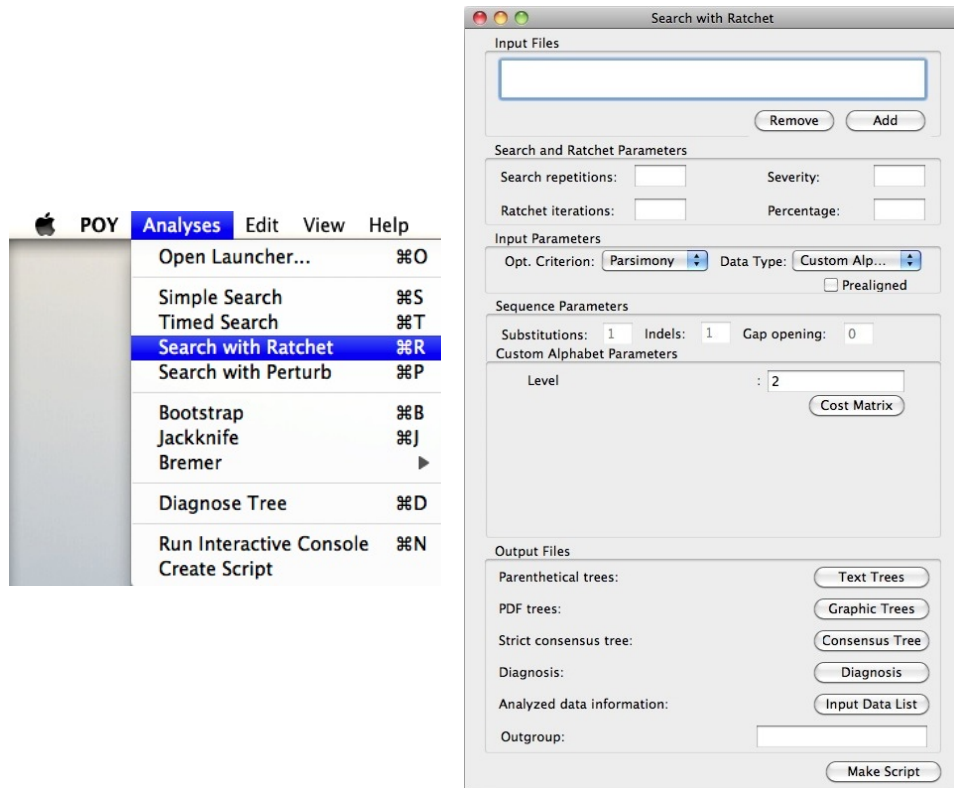 POY Analyses Edit View Help
Open Launcher... ⌘O
Simple Search ⌘S
Timed Search ⌘T
Search with Ratchet ⌘R
Search with Perturb ⌘P
Bootstrap ⌘B
Jackknife ⌘J
Bremer
Diagnose Tree ⌘D
Run Interactive Console ⌘N
Create Script
Search with Ratchet
Input Files
Remove Add
Search and Ratchet Parameters
Search repetitions: Severity:
Ratchet iterations: Percentage:
Input Parameters
Opt. Criterion: Parsimony Data Type: Custom Alp...
Prealigned
Sequence Parameters
Substitutions: 1 Indels: 1 Gap opening: 0
Custom Alphabet Parameters
Level : 2
Cost Matrix
Output Files
Parenthetical trees: Text Trees
PDF trees: Graphic Trees
Strict consensus tree: Consensus Tree
Diagnosis: Diagnosis
Analyzed data information: Input Data List
Outgroup:
Make Script